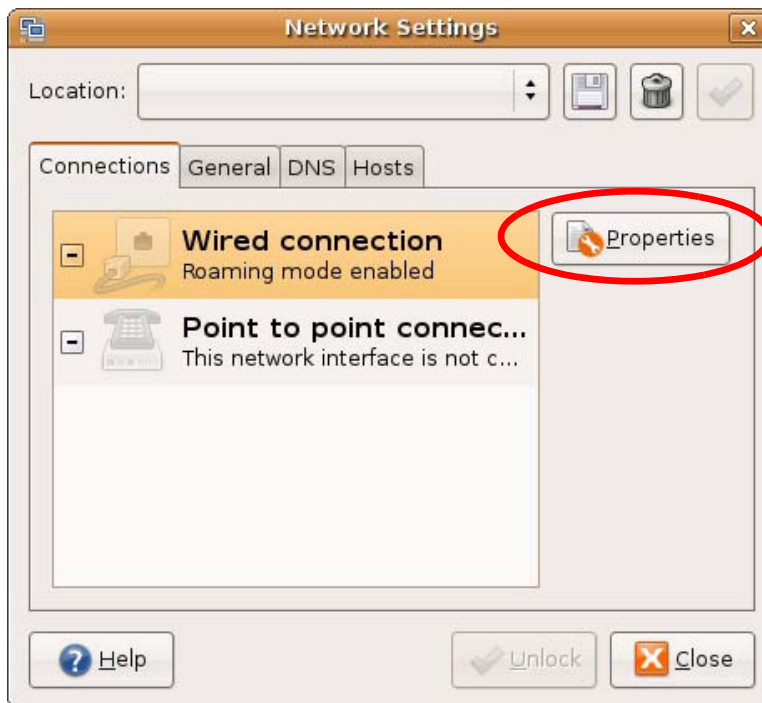 Network Settings
Location:
Connections General DNS Hosts
Wired connection
Roaming mode enabled
Properties
Point to point connec...
This network interface is not c...
Help Unlock Close